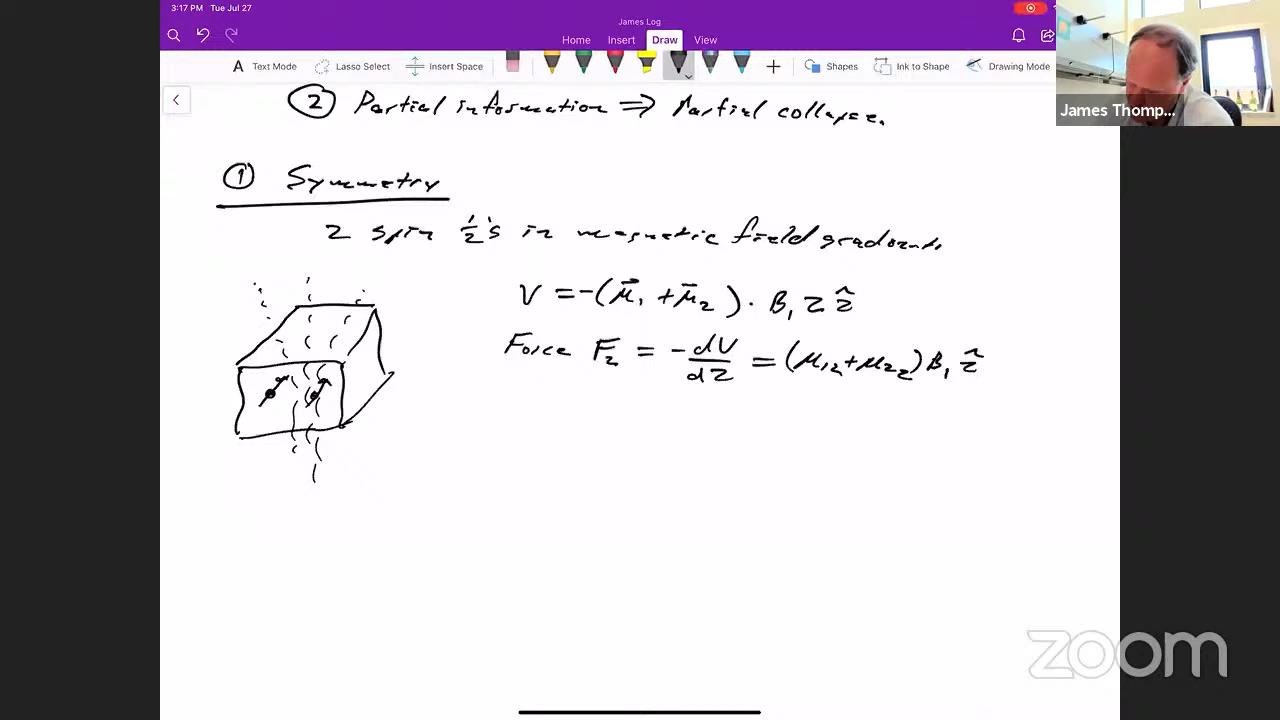 3:17 PM Tue Jul 27
James Log
Home Insert Draw View
Text Mode Lasso Select Insert Space Shapes Ink to Shape Drawing Mode
James Thomp...
② Partial information ⇒ Partial collapse.
① Symmetry
2 spin 1/2's in magnetic field gradient.
V = -(μ⃗₁ + μ⃗₂) · B₁ z ẑ
Force F_z = -dV/dz = (μ₁z + μ₂z) B₁ ẑ
zoom